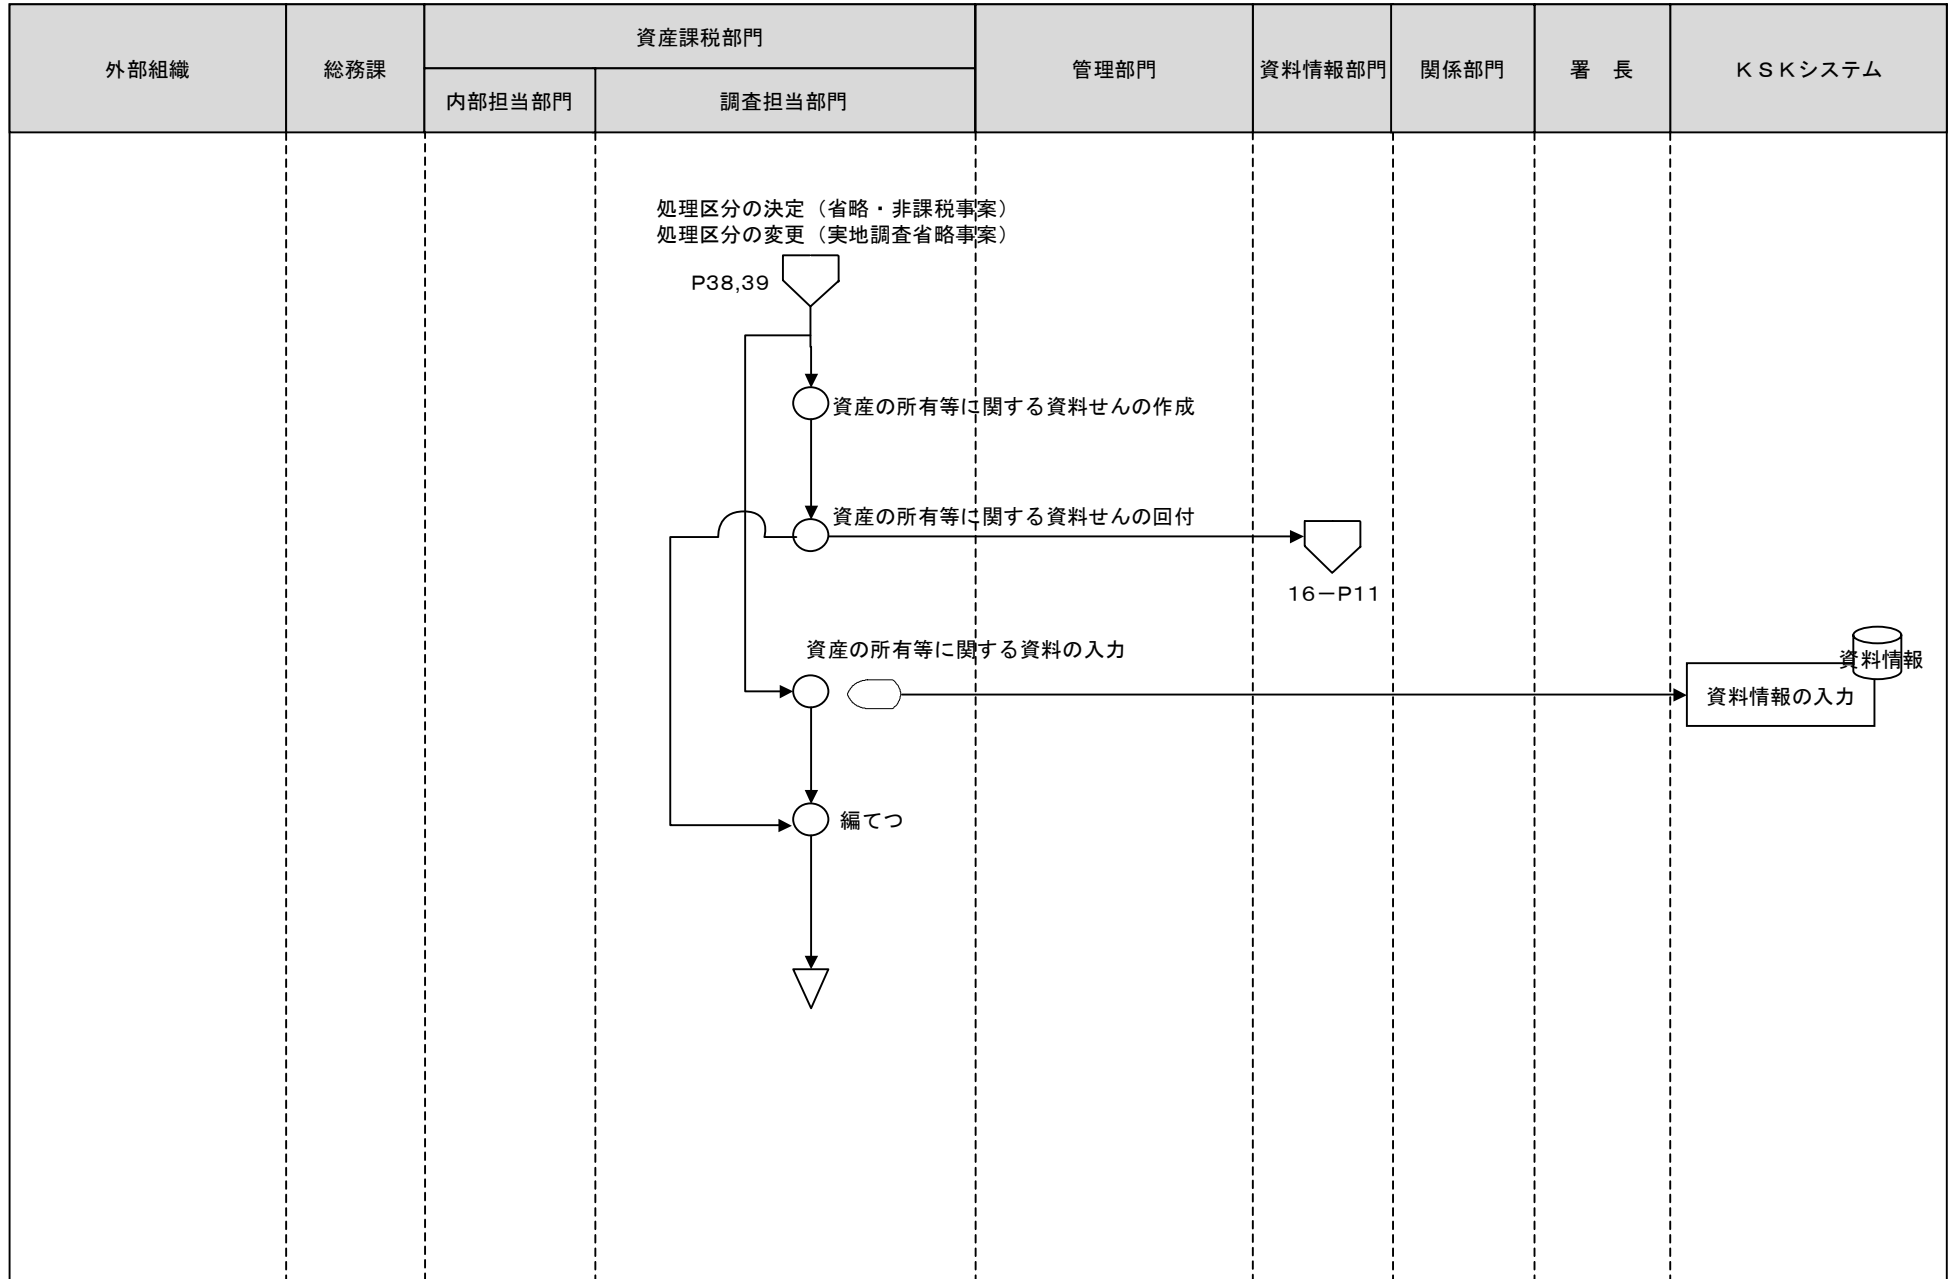 外部組織
総務課
資産課税部門
内部担当部門
調査担当部門
管理部門
資料情報部門
関係部門
署　長
ＫＳＫシステム
処理区分の決定（省略・非課税事案）
処理区分の変更（実地調査省略事案）
P38,39
資産の所有等に関する資料せんの作成
資産の所有等に関する資料せんの回付
16－P11
資産の所有等に関する資料の入力
資料情報
資料情報の入力
編てつ